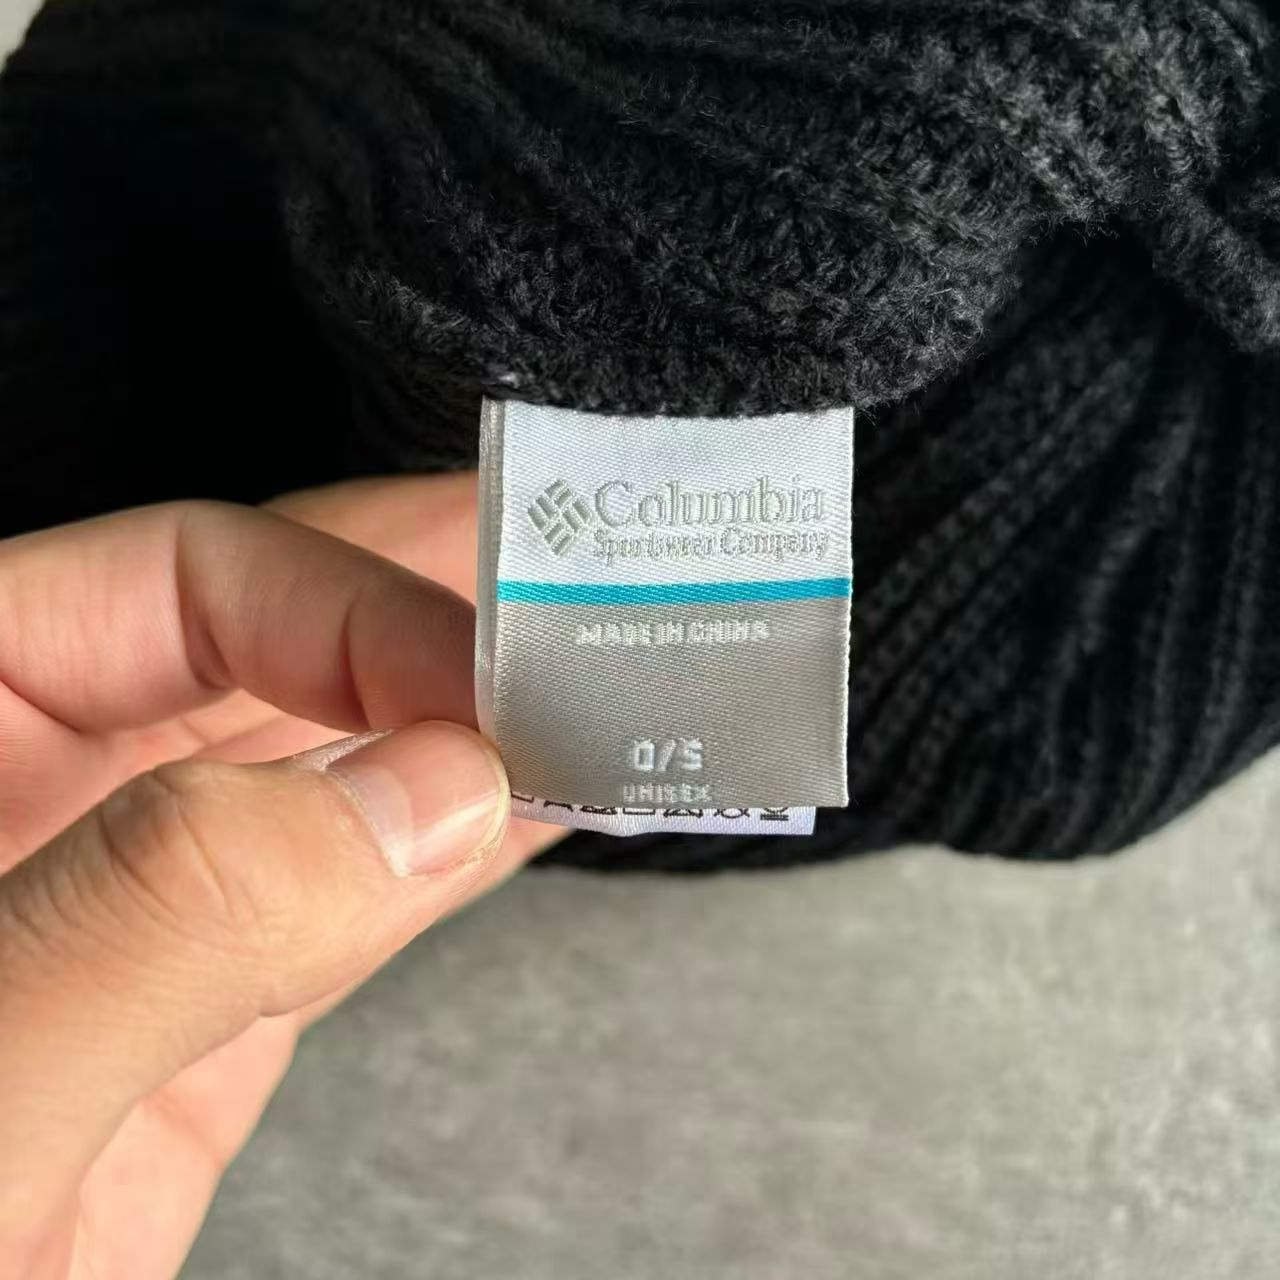 Columbia
Sportswear Company
MADE IN CHINA
O/S
UNISEX